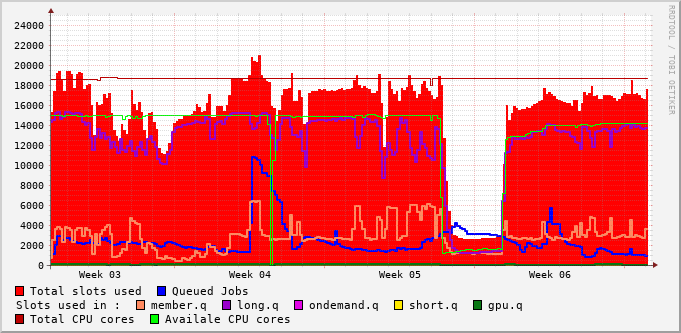 RRDTOOL / TOBI OETIKER
24000
22000
20000
18000
16000
14000
12000
10000
8000
6000
4000
2000
0
Week 03 Week 04 Week 05 Week 06
Total slots used Queued Jobs
Slots used in : member.q long.q ondemand.q short.q gpu.q
Total CPU cores Availale CPU cores